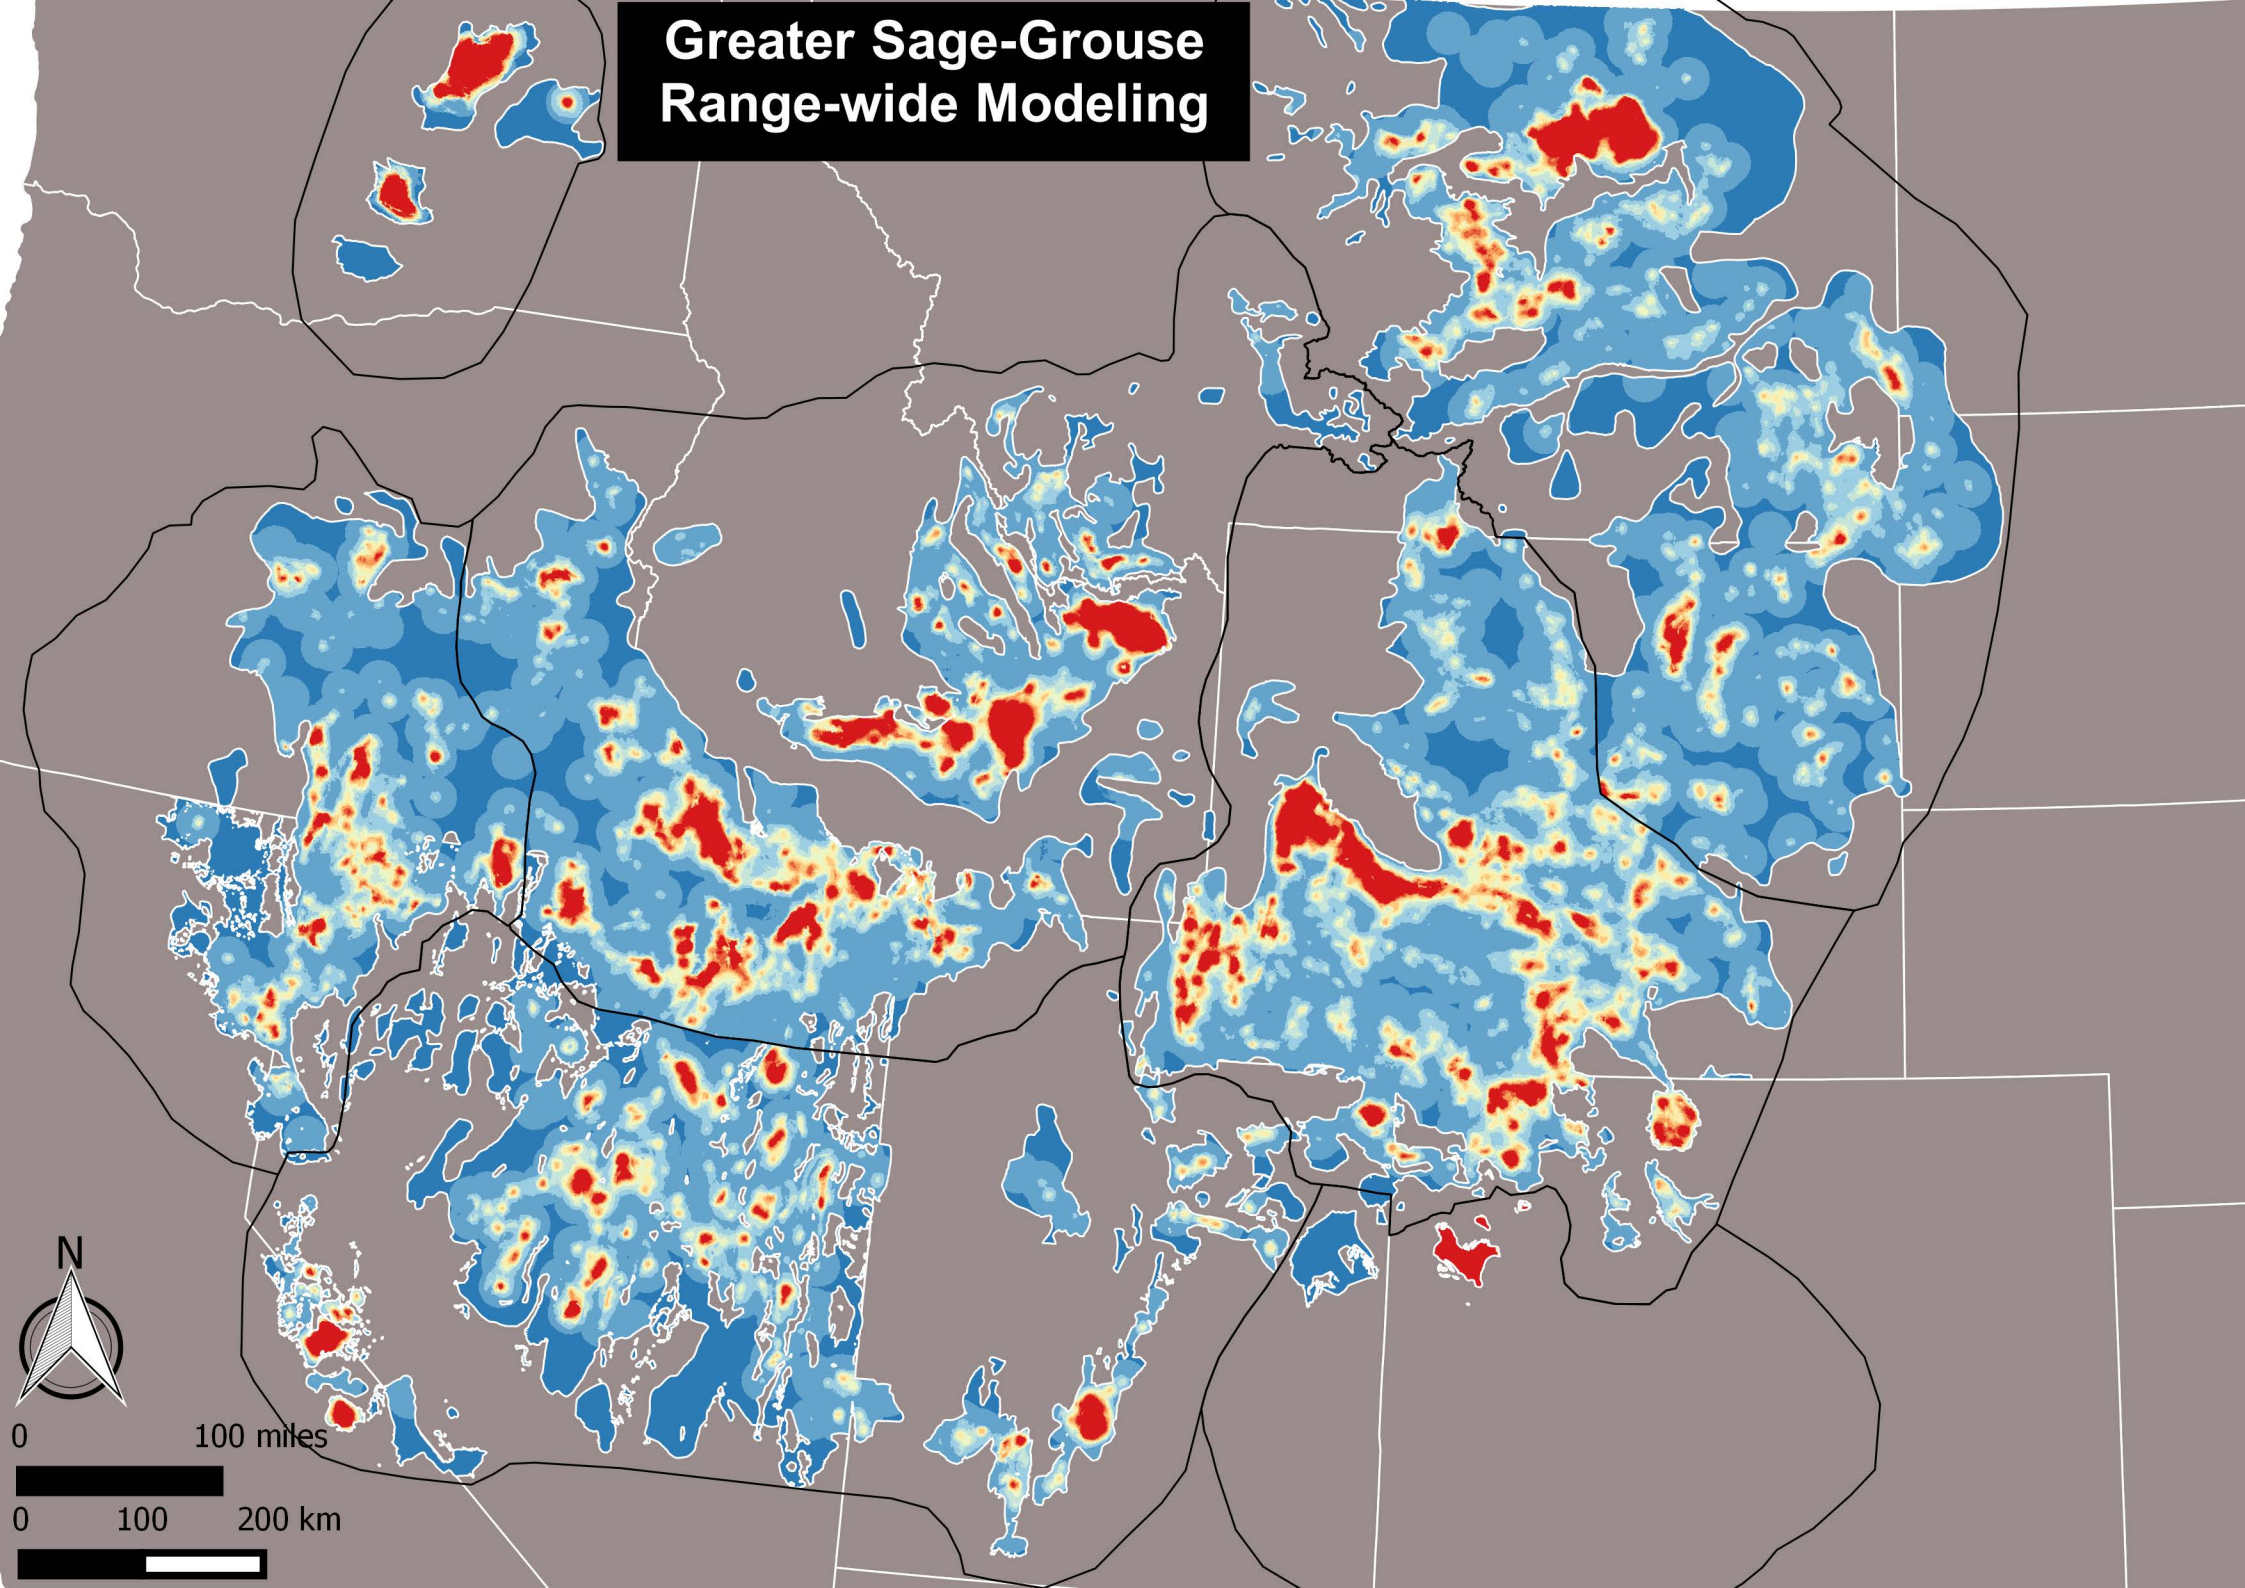 Greater Sage-Grouse
Range-wide Modeling
N
0 100 miles
0 100 200 km